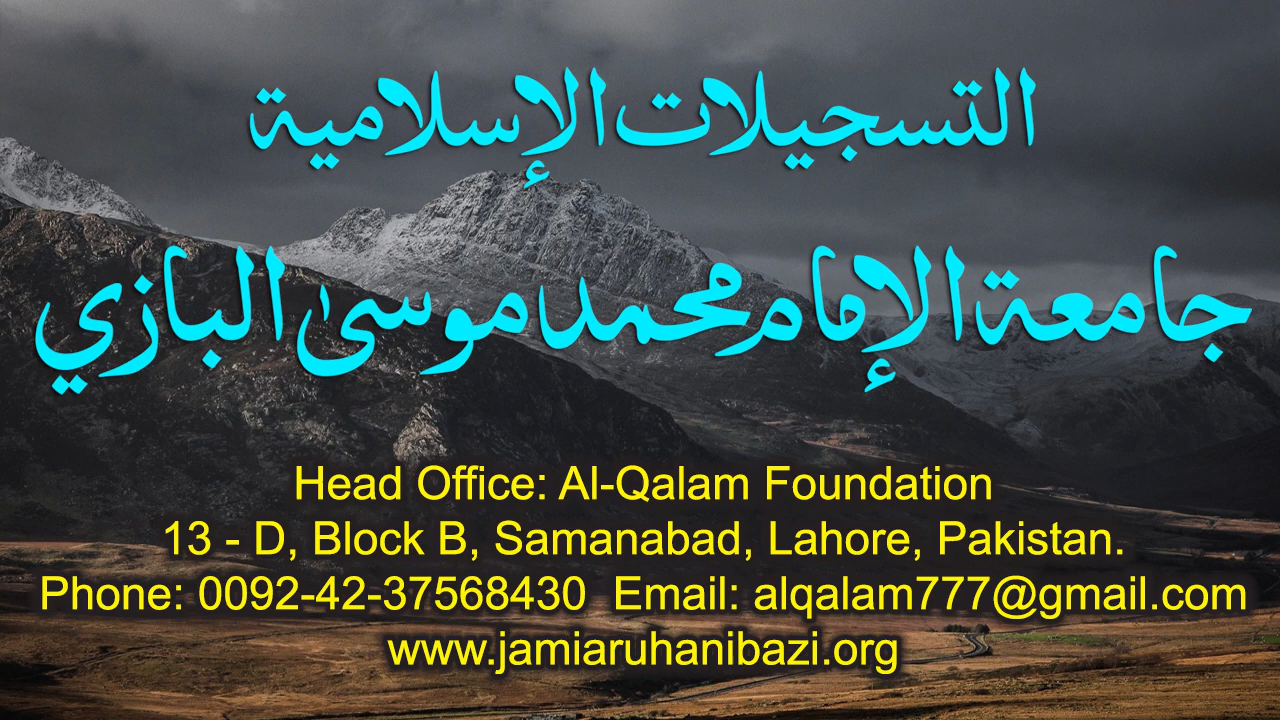 التسجيلات الإسلامية
جامعة الإمام محمد موسىٰ البازي
Head Office: Al-Qalam Foundation
13 - D, Block B, Samanabad, Lahore, Pakistan.
Phone: 0092-42-37568430 Email: alqalam777@gmail.com
www.jamiaruhanibazi.org